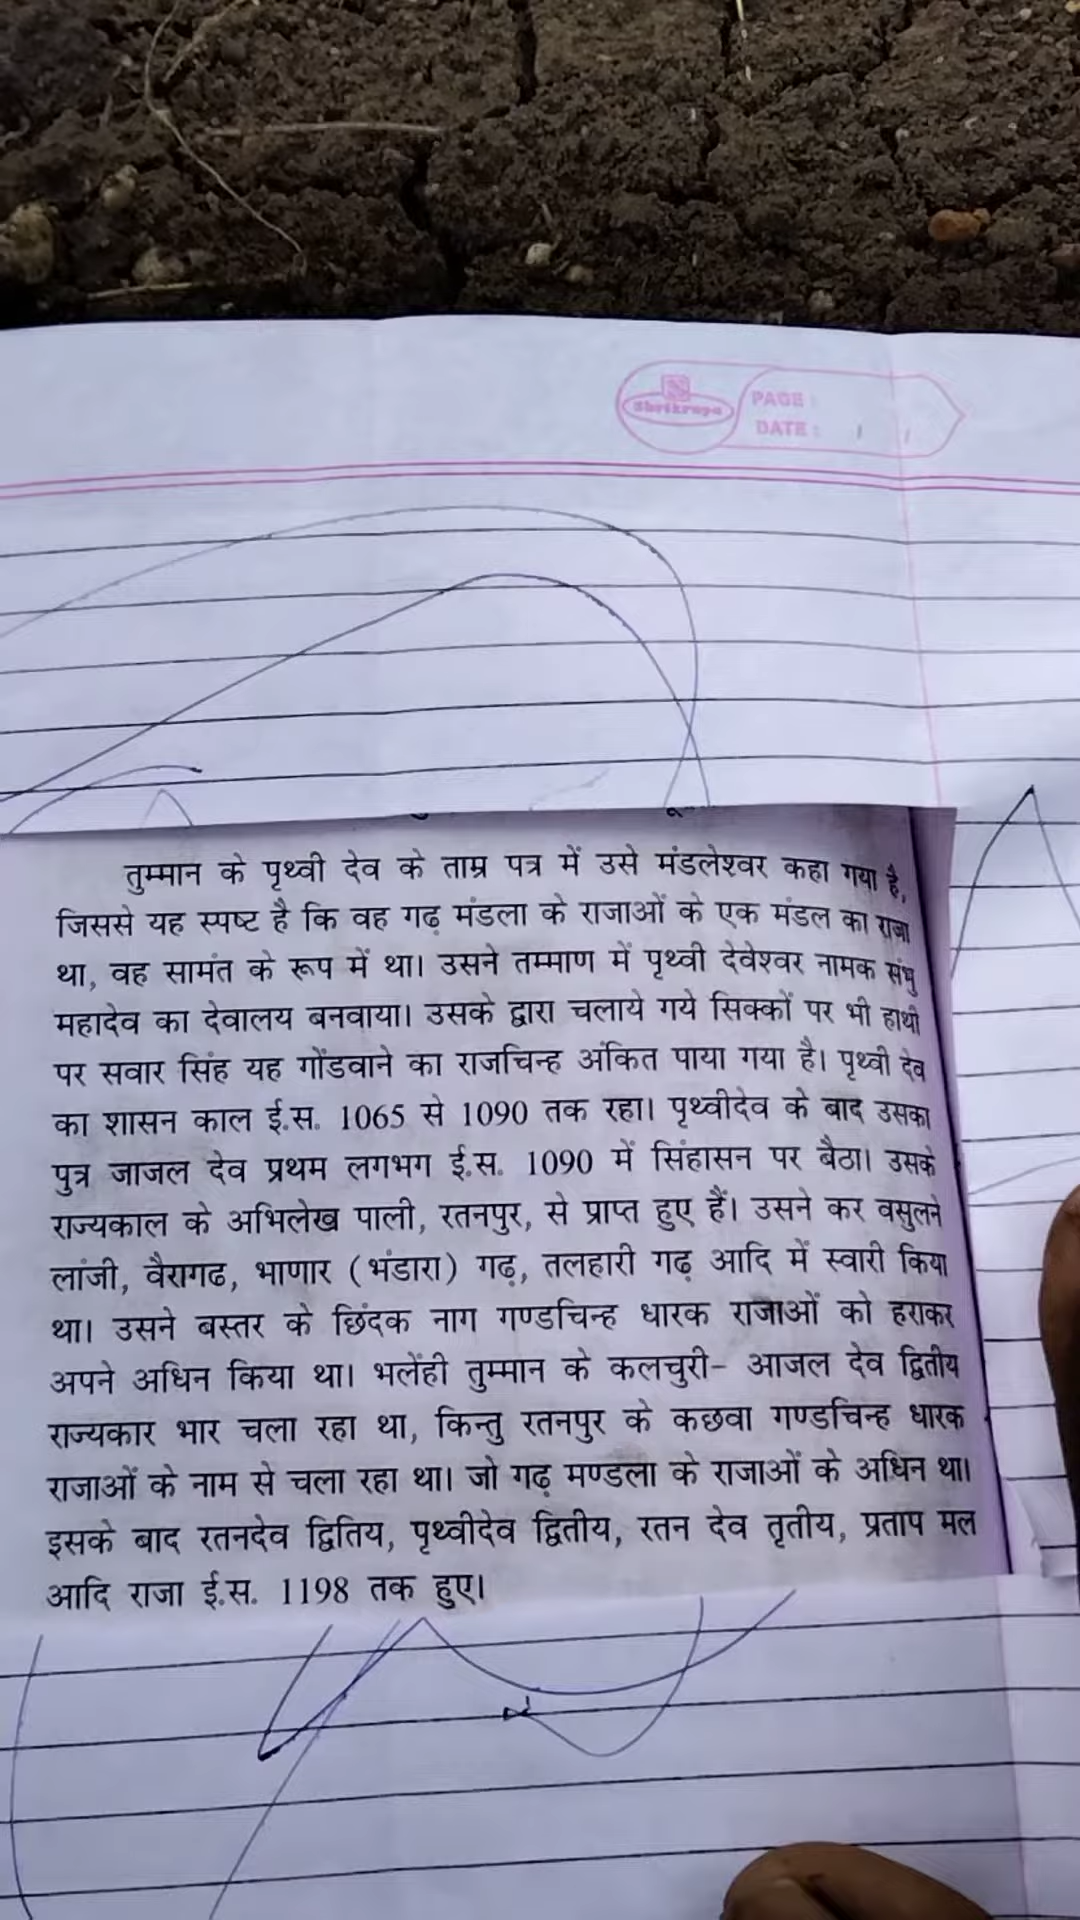 Shrikrupa
PAGE :
DATE : / /
तुम्मान के पृथ्वी देव के ताम्र पत्र में उसे मंडलेश्वर कहा गया है,
जिससे यह स्पष्ट है कि वह गढ़ मंडला के राजाओं के एक मंडल का राजा
था, वह सामंत के रूप में था। उसने तम्माण में पृथ्वी देवेश्वर नामक संभु
महादेव का देवालय बनवाया। उसके द्वारा चलाये गये सिक्कों पर भी हाथी
पर सवार सिंह यह गोंडवाने का राजचिन्ह अंकित पाया गया है। पृथ्वी देव
का शासन काल ई.स. 1065 से 1090 तक रहा। पृथ्वीदेव के बाद उसका
पुत्र जाजल देव प्रथम लगभग ई.स. 1090 में सिंहासन पर बैठा। उसके
राज्यकाल के अभिलेख पाली, रतनपुर, से प्राप्त हुए हैं। उसने कर वसुलने
लांजी, वैरागढ, भाणार (भंडारा) गढ़, तलहारी गढ़ आदि में स्वारी किया
था। उसने बस्तर के छिंदक नाग गण्डचिन्ह धारक राजाओं को हराकर
अपने अधिन किया था। भलेंही तुम्मान के कलचुरी- आजल देव द्वितीय
राज्यकार भार चला रहा था, किन्तु रतनपुर के कछवा गण्डचिन्ह धारक
राजाओं के नाम से चला रहा था। जो गढ़ मण्डला के राजाओं के अधिन था।
इसके बाद रतनदेव द्वितिय, पृथ्वीदेव द्वितीय, रतन देव तृतीय, प्रताप मल
आदि राजा ई.स. 1198 तक हुए।